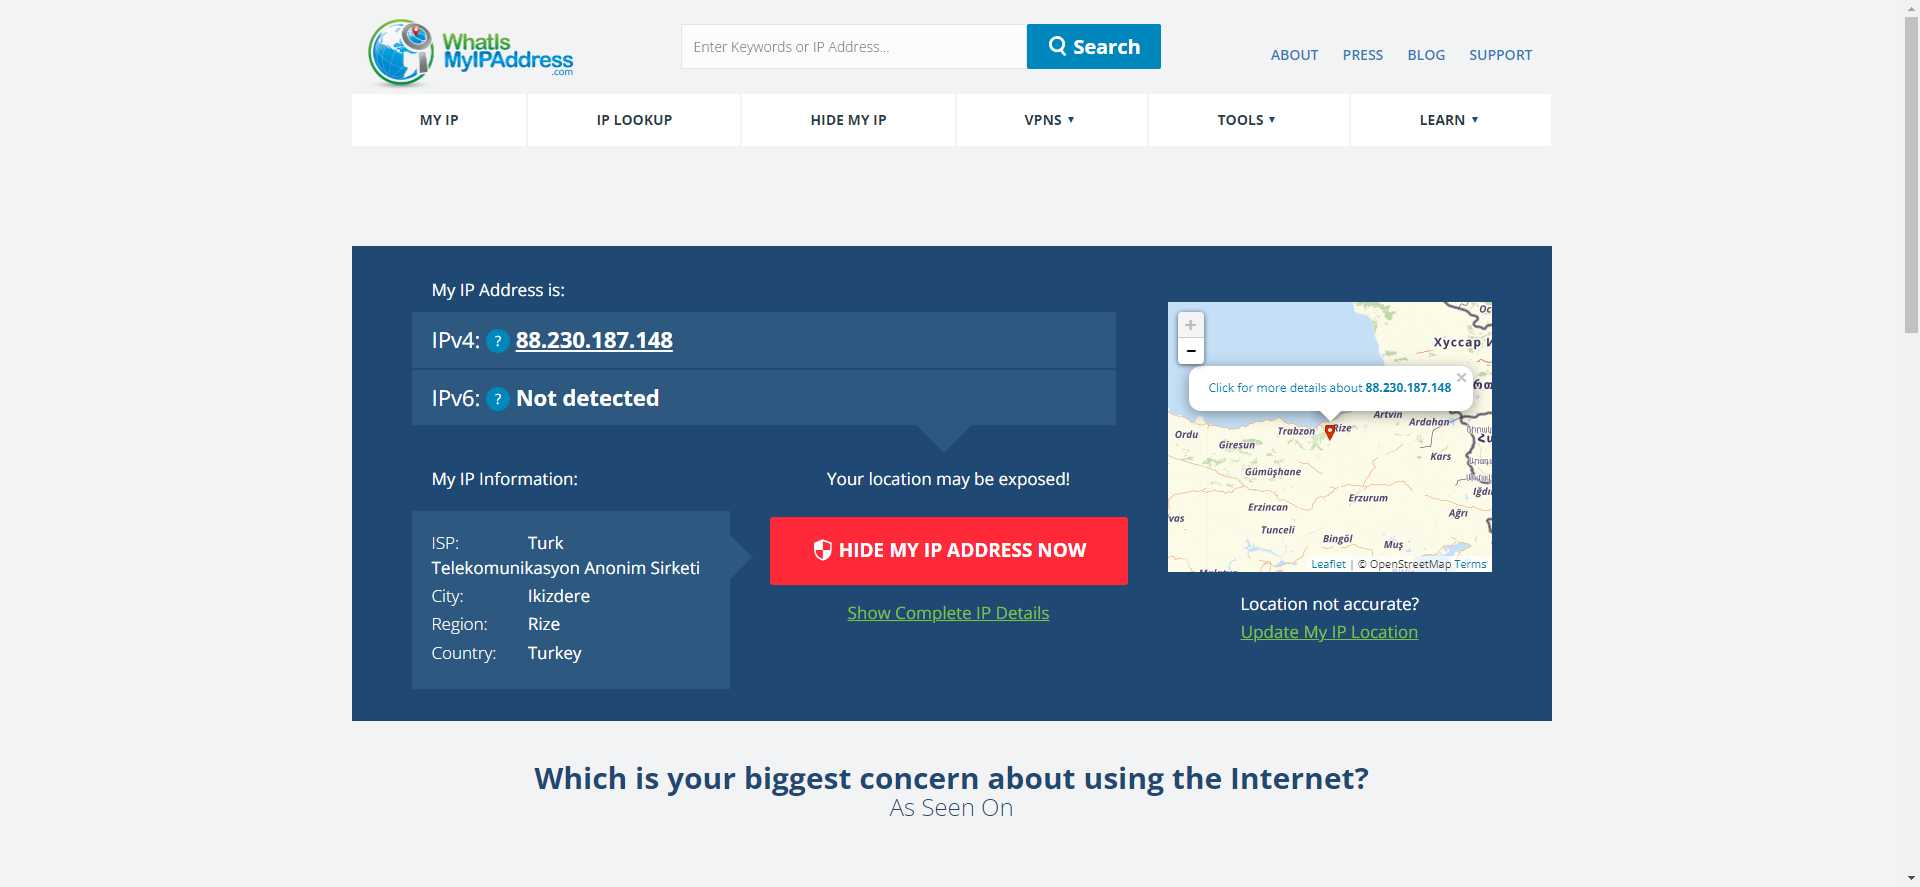 WhatIs
MyIPAddress
.com
Enter Keywords or IP Address...
Search
ABOUT
PRESS
BLOG
SUPPORT
MY IP
IP LOOKUP
HIDE MY IP
VPNS
TOOLS
LEARN
My IP Address is:
IPv4: ? 88.230.187.148
IPv6: ? Not detected
My IP Information:
ISP: Turk
Telekomunikasyon Anonim Sirketi
City: Ikizdere
Region: Rize
Country: Turkey
Your location may be exposed!
HIDE MY IP ADDRESS NOW
Show Complete IP Details
+
−
Хуссар
Click for more details about 88.230.187.148
×
Artvin
Ardahan
Ordu
Trabzon
Rize
Giresun
Kars
Gümüşhane
Iğdı
Erzurum
Erzincan
Ağrı
vas
Tunceli
Bingöl
Muş
Leaflet | © OpenStreetMap Terms
Location not accurate?
Update My IP Location
Which is your biggest concern about using the Internet?
As Seen On